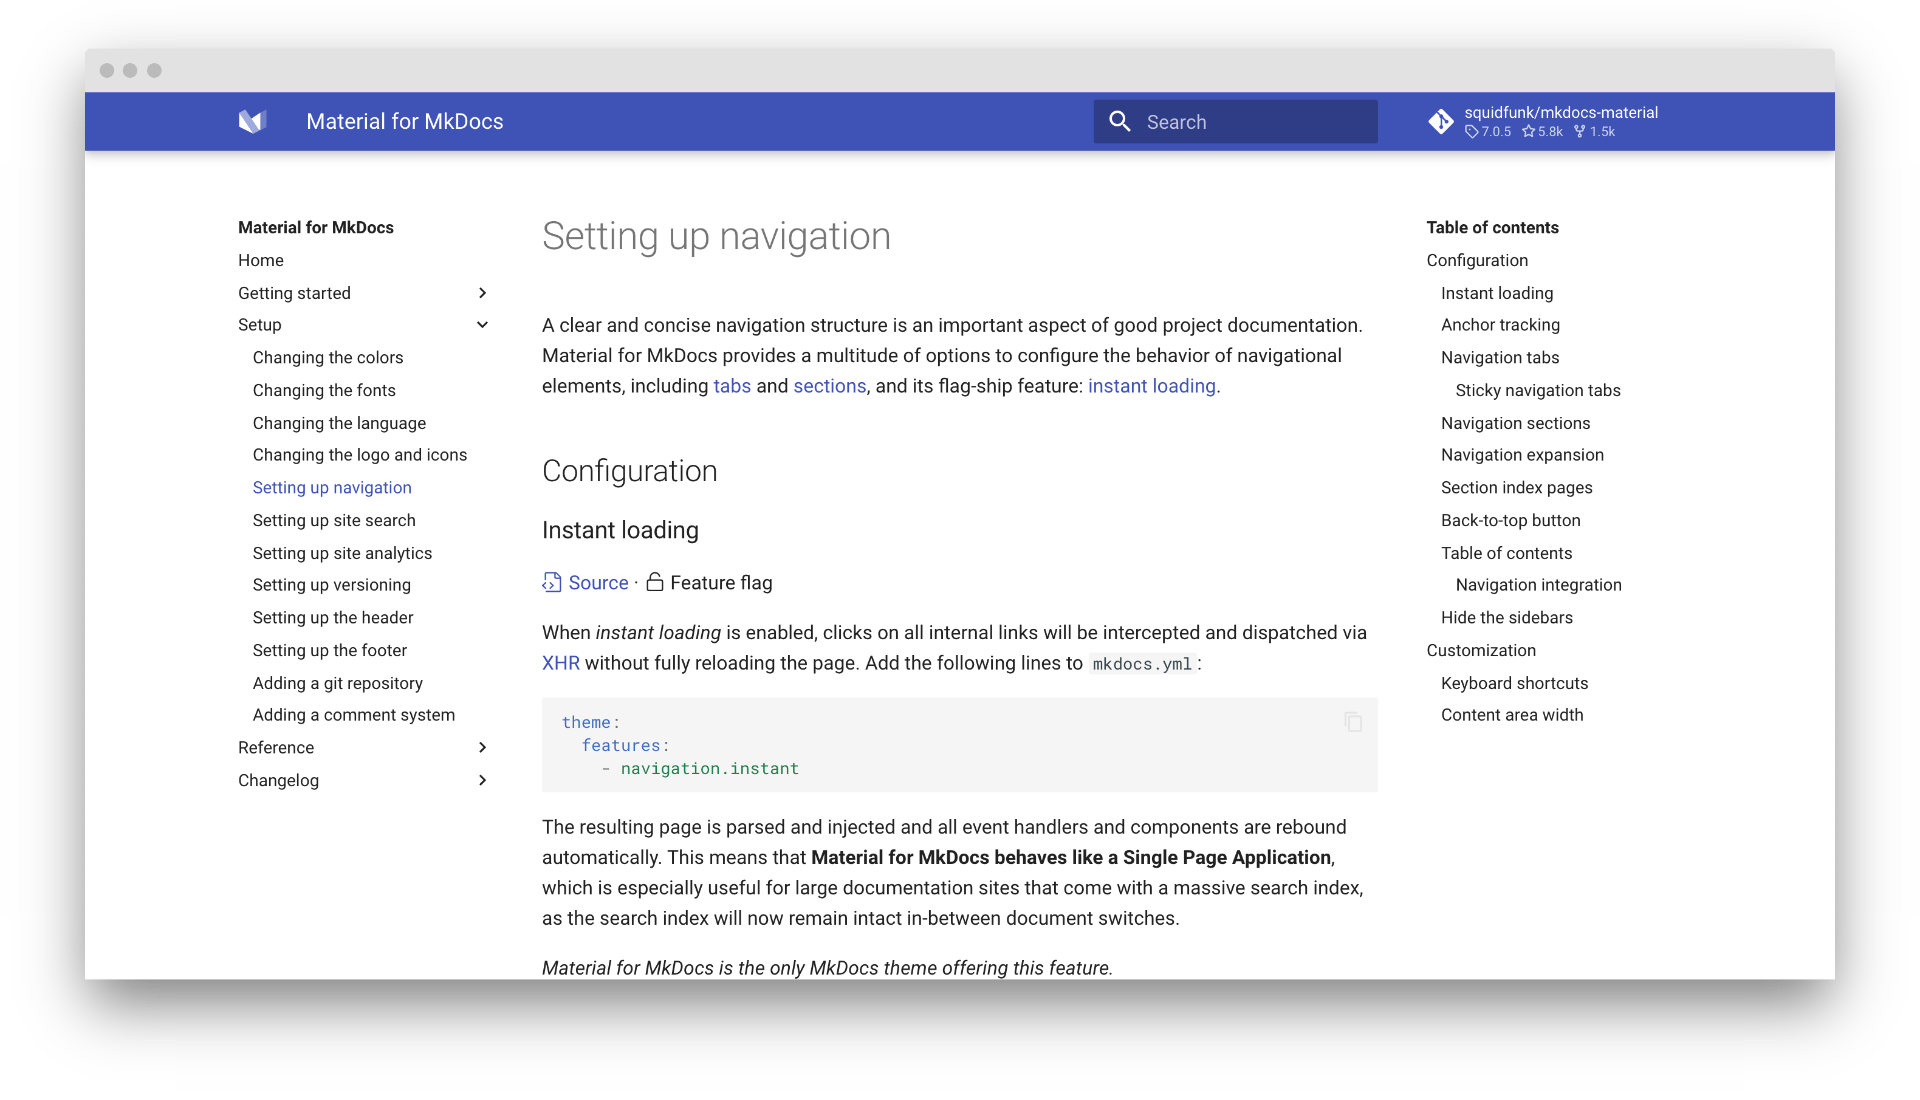 Material for MkDocs
Search
squidfunk/mkdocs-material
7.0.5 5.8k 1.5k
Material for MkDocs
Home
Getting started
Setup
Changing the colors
Changing the fonts
Changing the language
Changing the logo and icons
Setting up navigation
Setting up site search
Setting up site analytics
Setting up versioning
Setting up the header
Setting up the footer
Adding a git repository
Adding a comment system
Reference
Changelog
Setting up navigation
A clear and concise navigation structure is an important aspect of good project documentation.
Material for MkDocs provides a multitude of options to configure the behavior of navigational
elements, including tabs and sections, and its flag-ship feature: instant loading.
Configuration
Instant loading
Source · Feature flag
When instant loading is enabled, clicks on all internal links will be intercepted and dispatched via
XHR without fully reloading the page. Add the following lines to mkdocs.yml:
theme:
  features:
    - navigation.instant
The resulting page is parsed and injected and all event handlers and components are rebound
automatically. This means that Material for MkDocs behaves like a Single Page Application,
which is especially useful for large documentation sites that come with a massive search index,
as the search index will now remain intact in-between document switches.
Material for MkDocs is the only MkDocs theme offering this feature.
Table of contents
Configuration
Instant loading
Anchor tracking
Navigation tabs
Sticky navigation tabs
Navigation sections
Navigation expansion
Section index pages
Back-to-top button
Table of contents
Navigation integration
Hide the sidebars
Customization
Keyboard shortcuts
Content area width